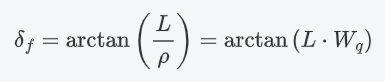 δ_f = arctan(L/ρ) = arctan(L · W_q)